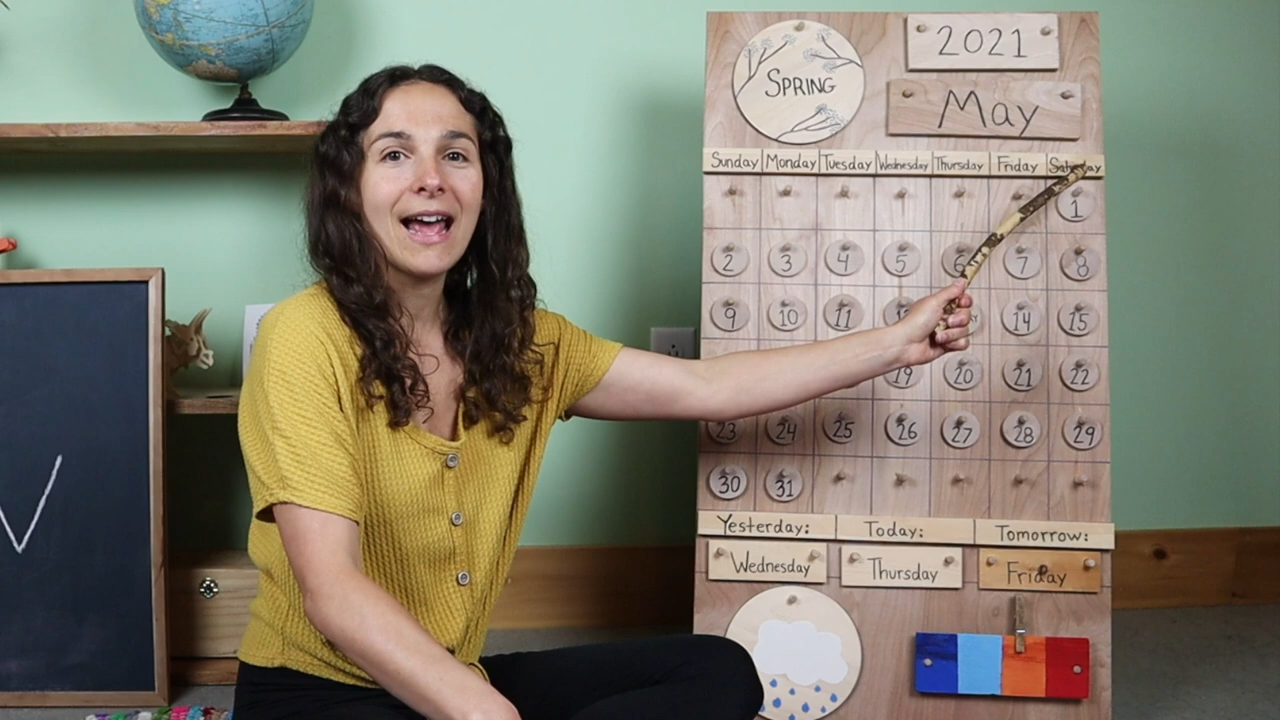 SPRING
2021
May
Sunday Monday Tuesday Wednesday Thursday Friday Saturday
1
2 3 4 5 6 7 8
9 10 11 14 15
19 20 21 22
23 24 25 26 27 28 29
30 31
Yesterday: Today: Tomorrow:
Wednesday Thursday Friday
V